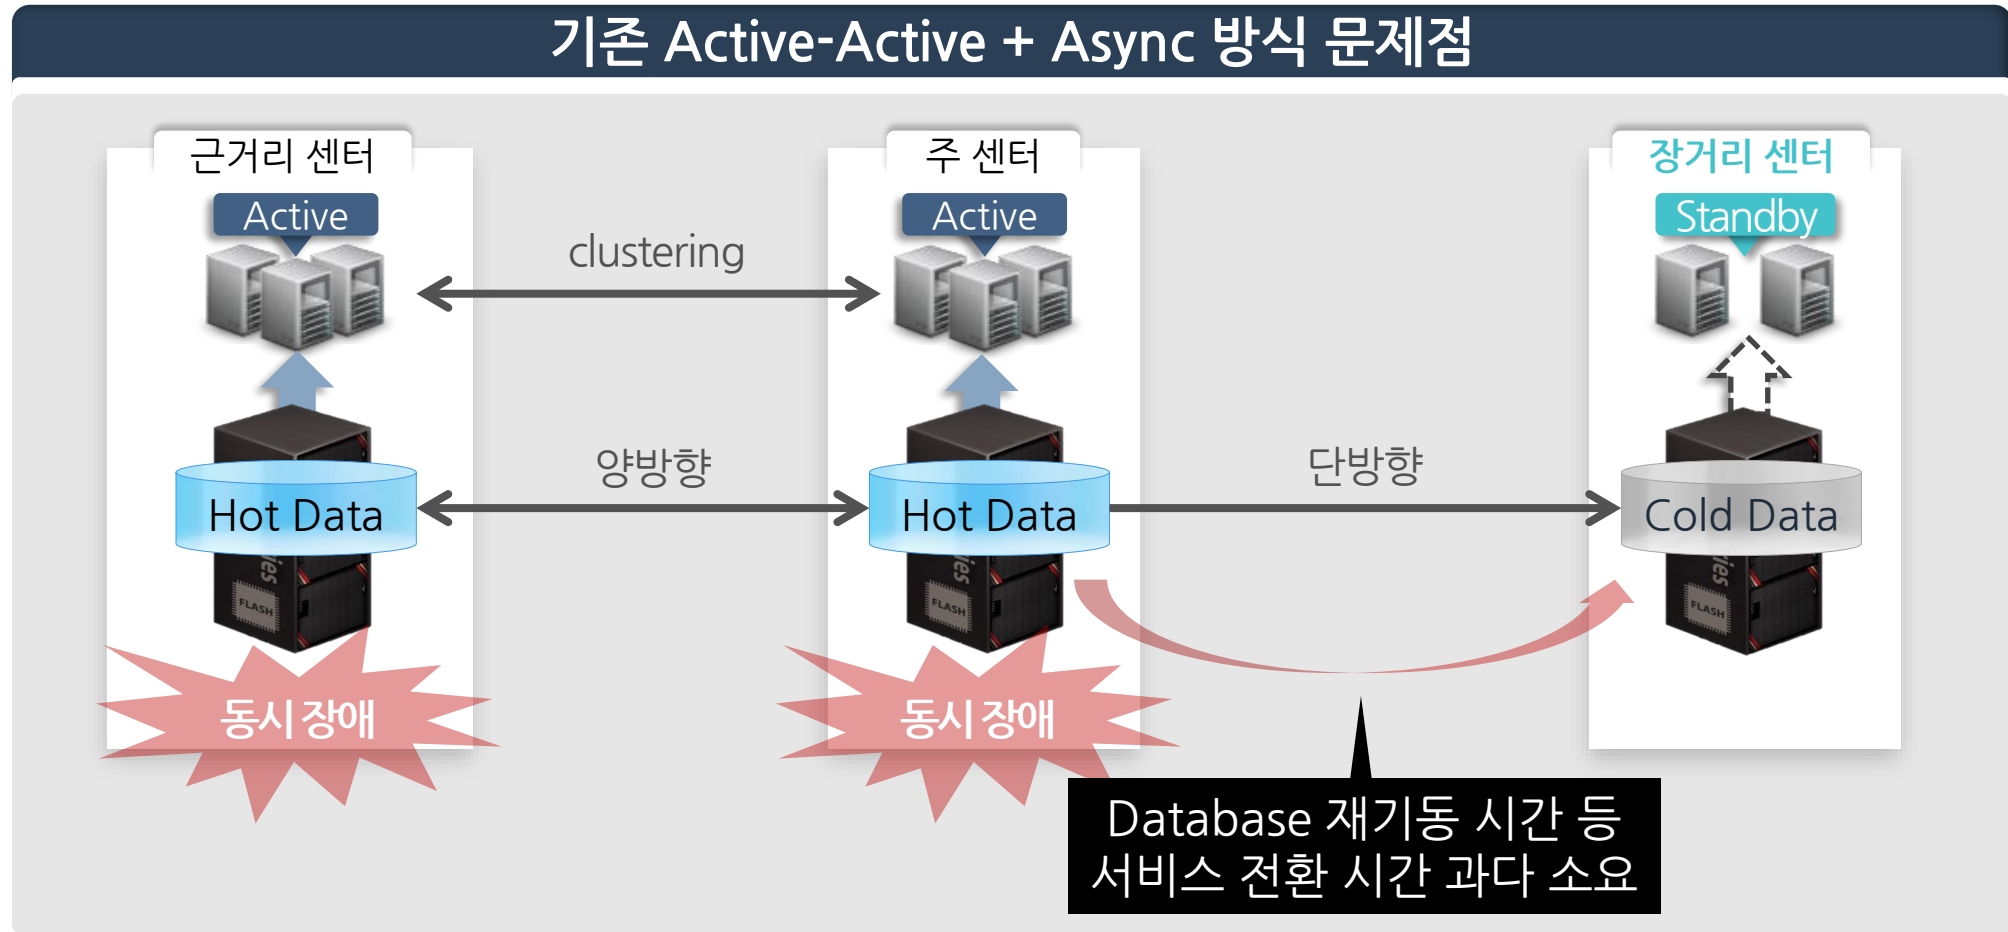 기존 Active-Active + Async 방식 문제점
근거리 센터
주 센터
장거리 센터
Active
Active
Standby
clustering
양방향
단방향
Hot Data
Hot Data
Cold Data
FLASH
FLASH
FLASH
동시 장애
동시 장애
Database 재기동 시간 등
서비스 전환 시간 과다 소요